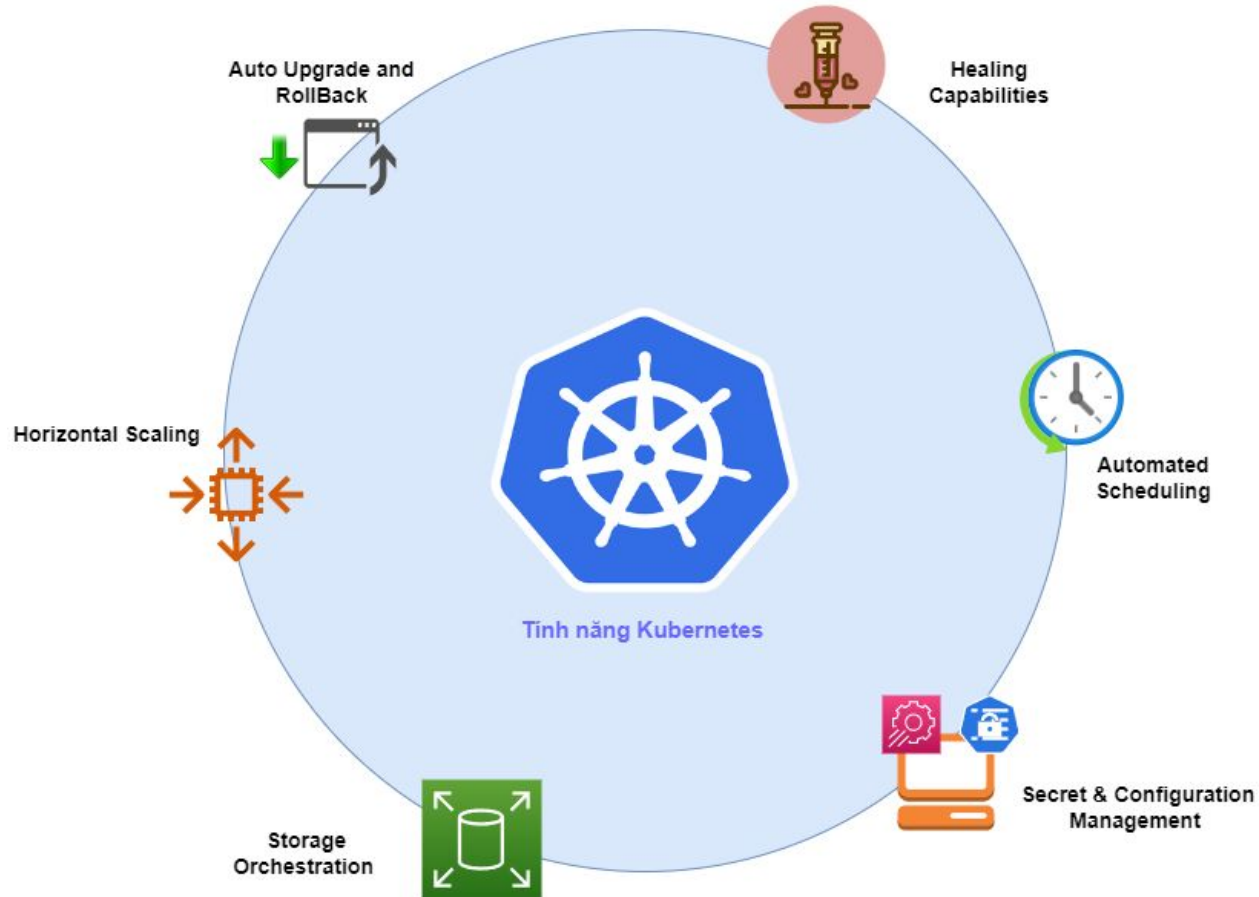 Auto Upgrade and
RollBack
Healing
Capabilities
Horizontal Scaling
Automated
Scheduling
Tính năng Kubernetes
Secret & Configuration
Management
Storage
Orchestration